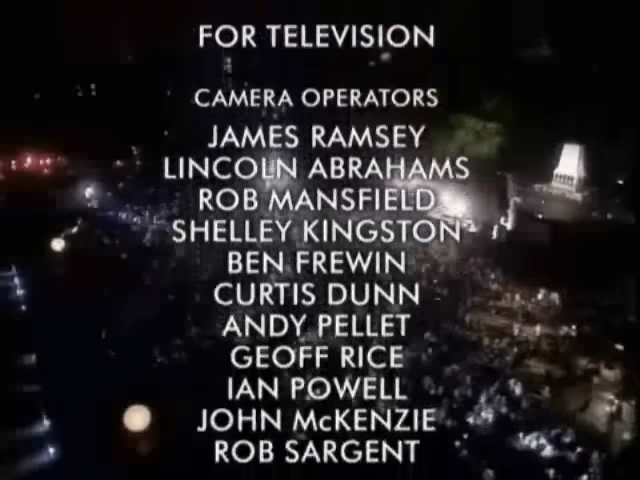 FOR TELEVISION
CAMERA OPERATORS
JAMES RAMSEY
LINCOLN ABRAHAMS
ROB MANSFIELD
SHELLEY KINGSTON
BEN FREWIN
CURTIS DUNN
ANDY PELLET
GEOFF RICE
IAN POWELL
JOHN McKENZIE
ROB SARGENT